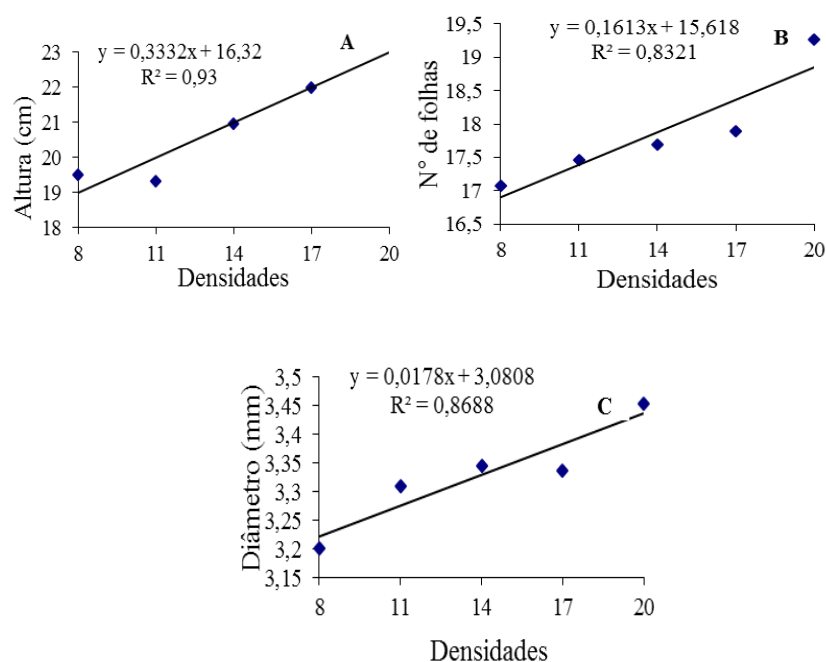 y = 0,3332x + 16,32
R² = 0,93
A
23
22
21
20
19
18
Altura (cm)
8 11 14 17 20
Densidades
y = 0,1613x + 15,618
R² = 0,8321
B
19,5
19
18,5
18
17,5
17
16,5
N° de folhas
8 11 14 17 20
Densidades
y = 0,0178x + 3,0808
R² = 0,8688
C
3,5
3,45
3,4
3,35
3,3
3,25
3,2
3,15
Diâmetro (mm)
8 11 14 17 20
Densidades